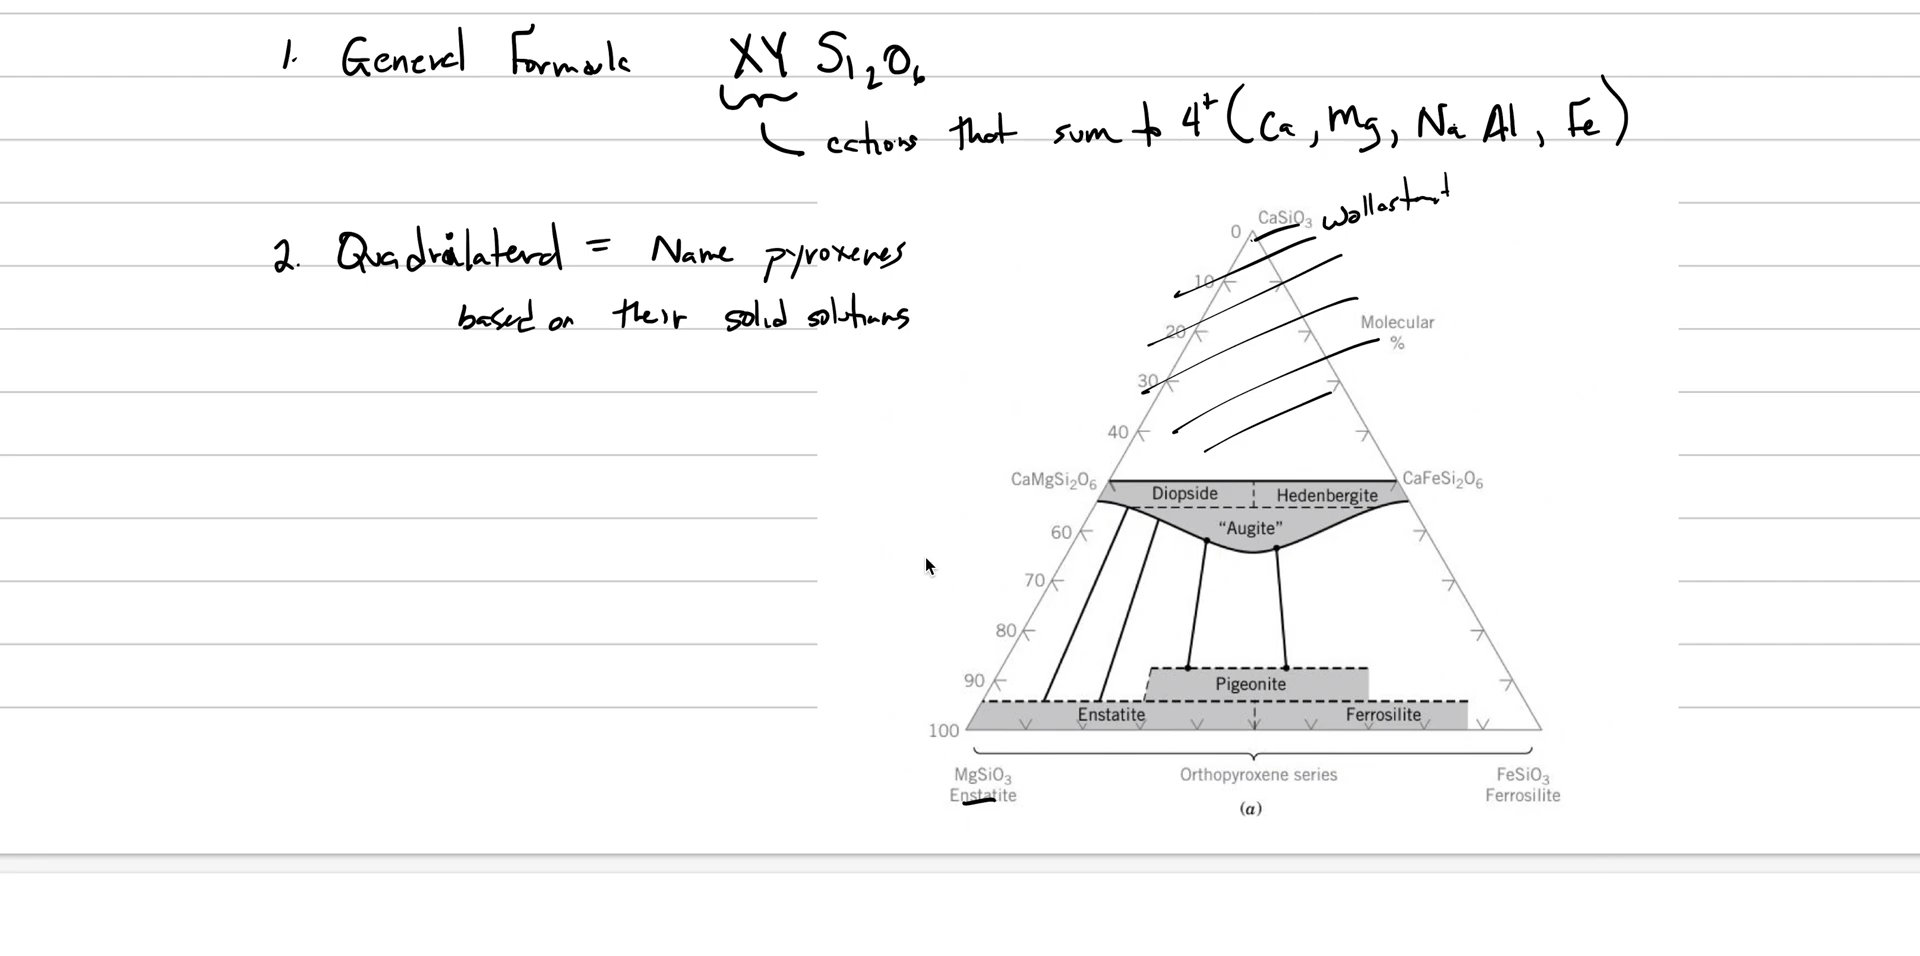 1. General Formula XY Si₂O₆
cations that sum to 4⁺ (Ca, Mg, Na Al, Fe)
2. Quadrilateral = Name pyroxenes
based on their solid solutions
CaSiO₃
0
10
20
30
40
Molecular
%
CaMgSi₂O₆
CaFeSi₂O₆
Diopside
Hedenbergite
"Augite"
60
70
80
90
100
Pigeonite
Enstatite
Ferrosilite
MgSiO₃
Enstatite
Orthopyroxene series
FeSiO₃
Ferrosilite
(a)